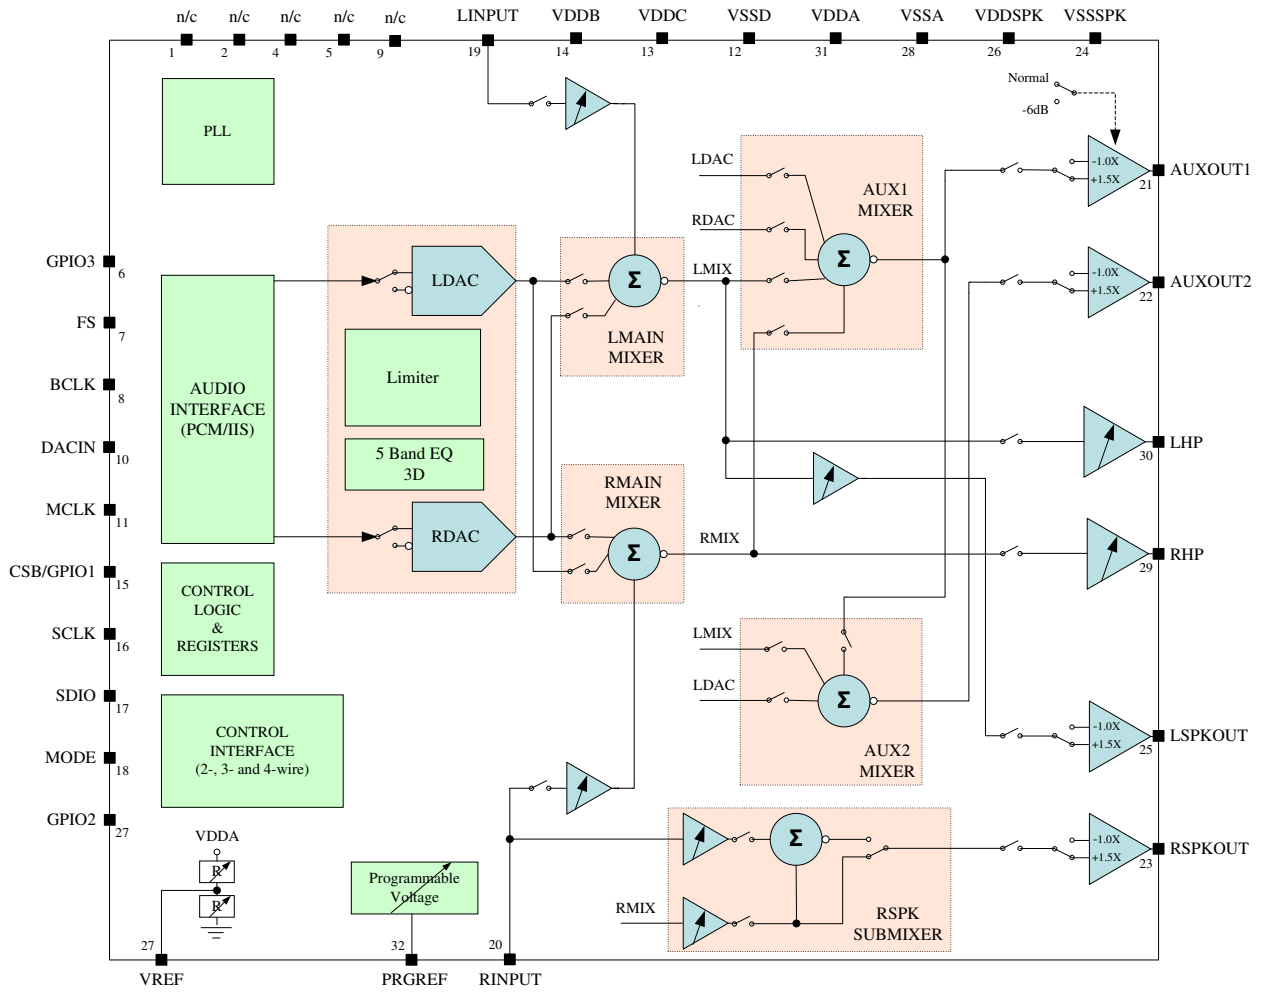 n/c n/c n/c n/c n/c LINPUT VDDB VDDC VSSD VDDA VSSA VDDSPK VSSSPK
1 2 4 5 9 19 14 13 12 31 28 26 24
Normal
-6dB
PLL
LDAC
RDAC
LMIX
AUX1
MIXER
Σ
-1.0X
+1.5X
21
AUXOUT1
-1.0X
+1.5X
22
AUXOUT2
GPIO3
6
FS
7
BCLK
8
DACIN
10
MCLK
11
CSB/GPIO1
15
SCLK
16
SDIO
17
MODE
18
GPIO2
27
AUDIO
INTERFACE
(PCM/IIS)
LDAC
Limiter
5 Band EQ
3D
RDAC
Σ
LMAIN
MIXER
RMAIN
MIXER
Σ
RMIX
LHP
30
RHP
29
CONTROL
LOGIC
&
REGISTERS
CONTROL
INTERFACE
(2-, 3- and 4-wire)
LMIX
LDAC
Σ
AUX2
MIXER
-1.0X
+1.5X
25
LSPKOUT
VDDA
R
R
Programmable
Voltage
RMIX
Σ
RSPK
SUBMIXER
-1.0X
+1.5X
23
RSPKOUT
27 32 20
VREF PRGREF RINPUT